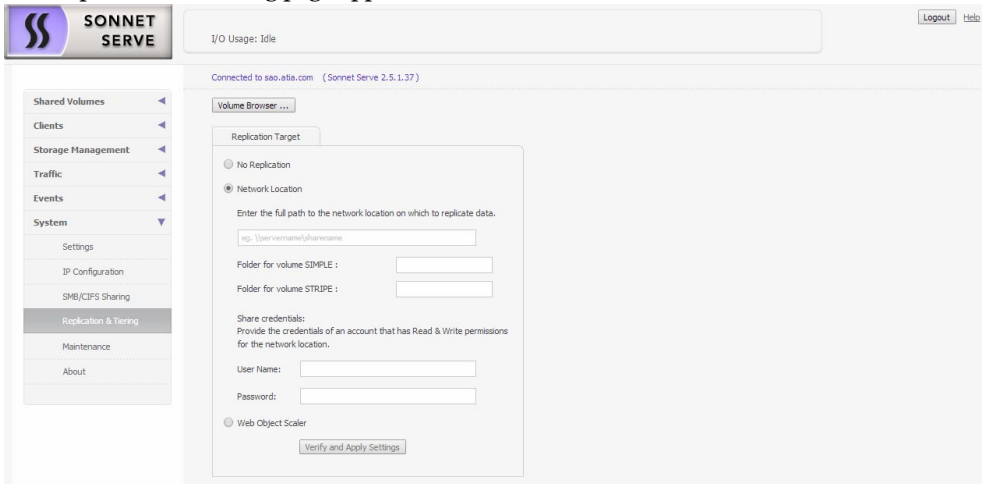 SONNET
SERVE
I/O Usage: Idle
Logout Help
Connected to sao.atia.com ( Sonnet Serve 2.5.1.37 )
Shared Volumes
Clients
Storage Management
Traffic
Events
System
Settings
IP Configuration
SMB/CIFS Sharing
Replication & Tiering
Maintenance
About
Volume Browser ...
Replication Target
No Replication
Network Location
Enter the full path to the network location on which to replicate data.
eg. \\servername\sharename
Folder for volume SIMPLE :
Folder for volume STRIPE :
Share credentials:
Provide the credentials of an account that has Read & Write permissions
for the network location.
User Name:
Password:
Web Object Scaler
Verify and Apply Settings